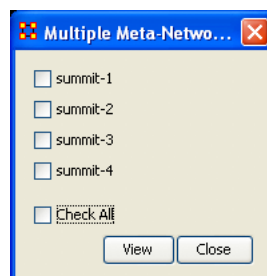 Multiple Meta-Netwo...
summit-1
summit-2
summit-3
summit-4
Check All
View Close